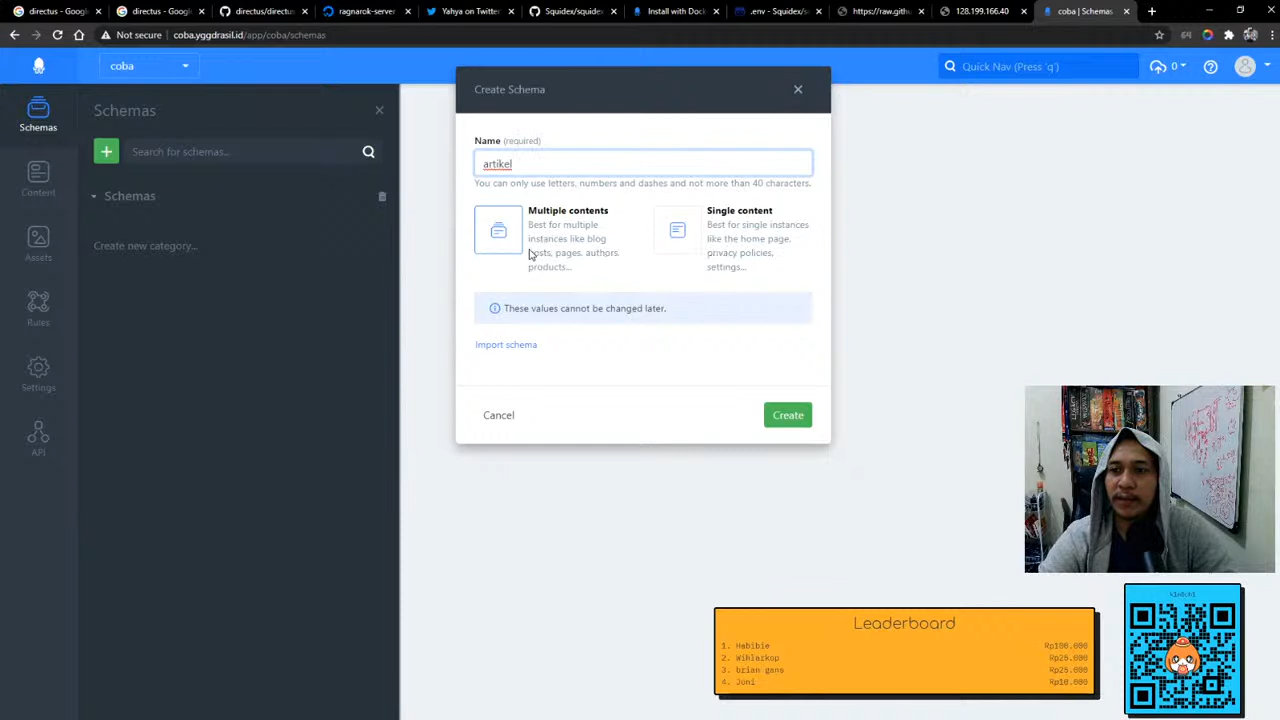 directus - Goog
directus - Googl
directus/directus
ragnarok-server
Yahya on Twitter
Squidex/squidex
Install with Dock
.env - Squidex/s
https://raw.gith
128.199.166.40
coba | Schemas
Not secure
coba.yggdrasil.id/app/coba/schemas
coba
Quick Nav (Press 'q')
0
Schemas
Content
Assets
Rules
Settings
API
Schemas
Search for schemas...
Schemas
Create new category...
Create Schema
Name (required)
artikel
You can only use letters, numbers and dashes and not more than 40 characters.
Multiple contents
Best for multiple
instances like blog
posts, pages, authors,
products...
Single content
Best for single instances
like the home page,
privacy policies,
settings...
These values cannot be changed later.
Import schema
Cancel
Create
Leaderboard
1. Habibie Rp100.000
2. Wihlazkop Rp25.000
3. brian gans Rp25.000
4. Joni Rp10.000